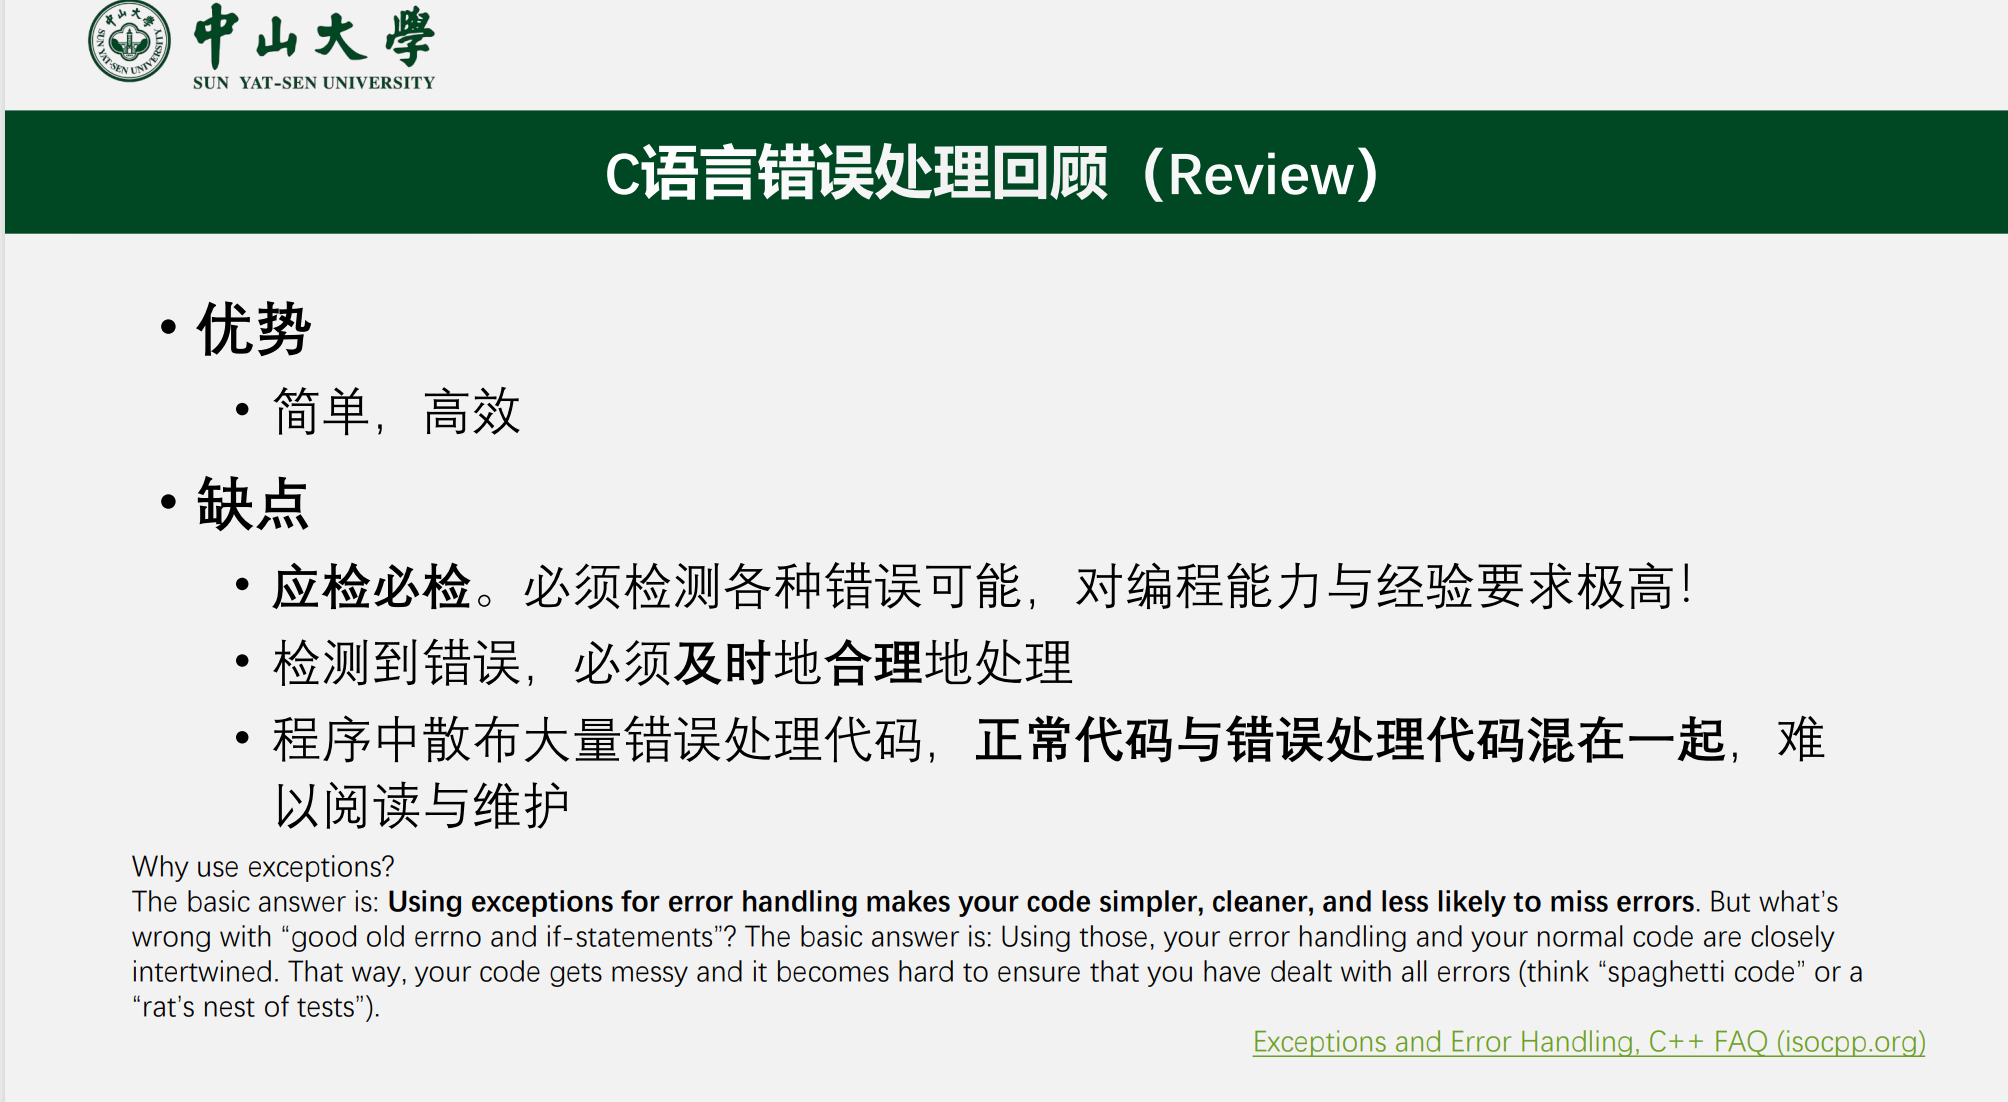 中山大學
SUN YAT-SEN UNIVERSITY
中山大學
SUN YAT-SEN UNIVERSITY
C语言错误处理回顾（Review）
• 优势
• 简单，高效
• 缺点
• 应检必检。必须检测各种错误可能，对编程能力与经验要求极高！
• 检测到错误，必须及时地合理地处理
• 程序中散布大量错误处理代码，正常代码与错误处理代码混在一起，难
以阅读与维护
Why use exceptions?
The basic answer is: Using exceptions for error handling makes your code simpler, cleaner, and less likely to miss errors. But what’s
wrong with “good old errno and if-statements”? The basic answer is: Using those, your error handling and your normal code are closely
intertwined. That way, your code gets messy and it becomes hard to ensure that you have dealt with all errors (think “spaghetti code” or a
“rat’s nest of tests”).
Exceptions and Error Handling, C++ FAQ (isocpp.org)